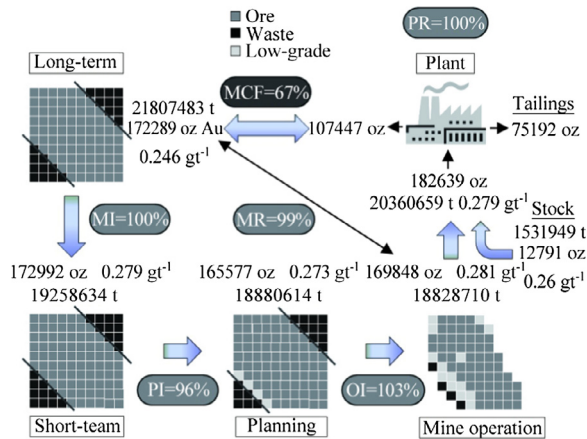 Ore
Waste
Low-grade
PR=100%
Long-term
Plant
MCF=67%
21807483 t
172289 oz Au
107447 oz
0.246 gt⁻¹
Tailings
75192 oz
182639 oz
20360659 t 0.279 gt⁻¹
Stock
1531949 t
12791 oz
0.26 gt⁻¹
MI=100%
MR=99%
172992 oz 0.279 gt⁻¹
19258634 t
165577 oz 0.273 gt⁻¹
18880614 t
169848 oz 0.281 gt⁻¹
18828710 t
PI=96%
OI=103%
Short-team
Planning
Mine operation